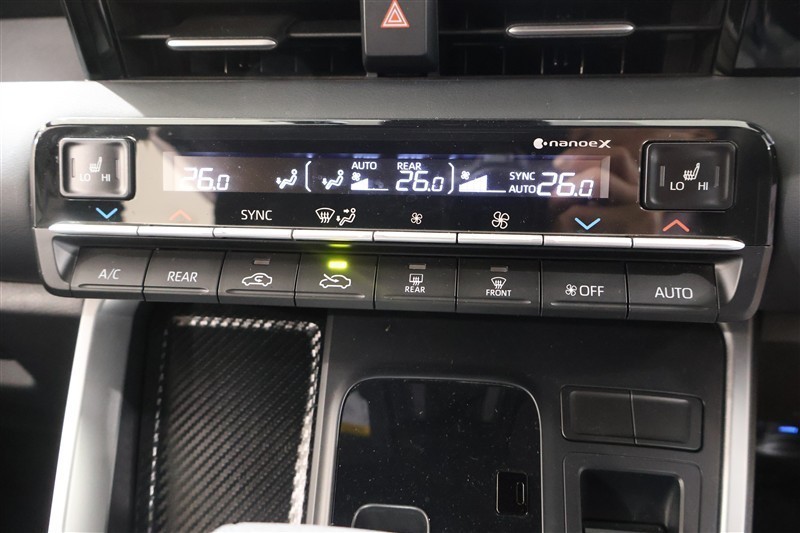 nanoeX
LO HI
26.0
AUTO
REAR
26.0
SYNC
AUTO 26.0
LO HI
SYNC
A/C
REAR
REAR
FRONT
OFF
AUTO